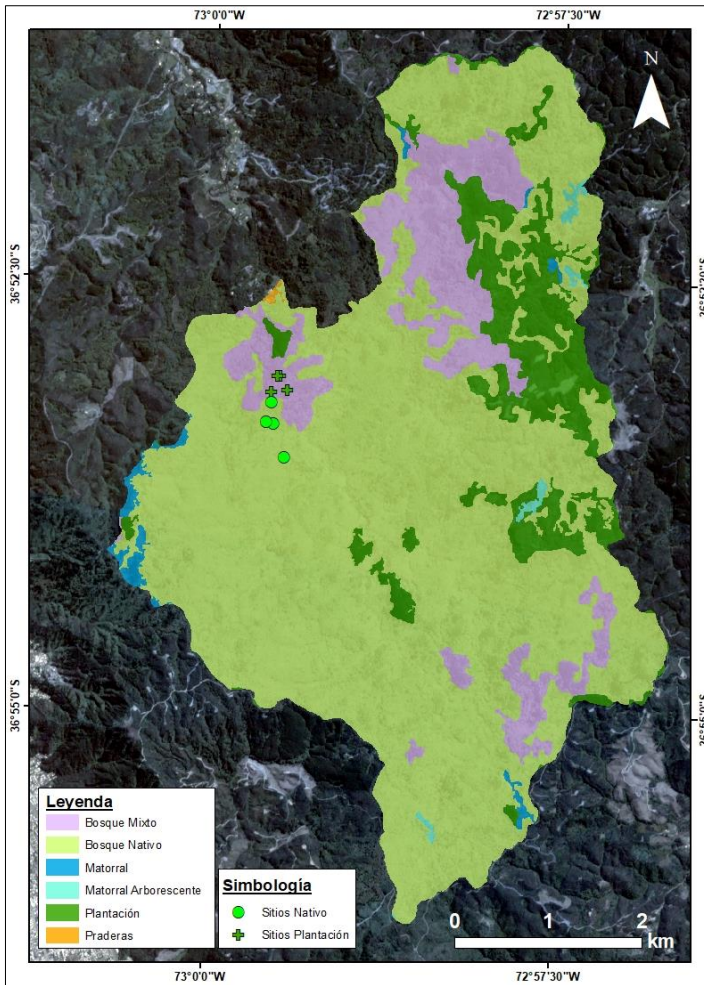 73°0'0"W
72°57'30"W
N
36°52'30"S
36°52'30"S
36°55'0"S
36°55'0"S
Leyenda
Bosque Mixto
Bosque Nativo
Matorral
Matorral Arborescente
Plantación
Praderas
Simbología
Sitios Nativo
Sitios Plantación
0 1 2
km
73°0'0"W
72°57'30"W